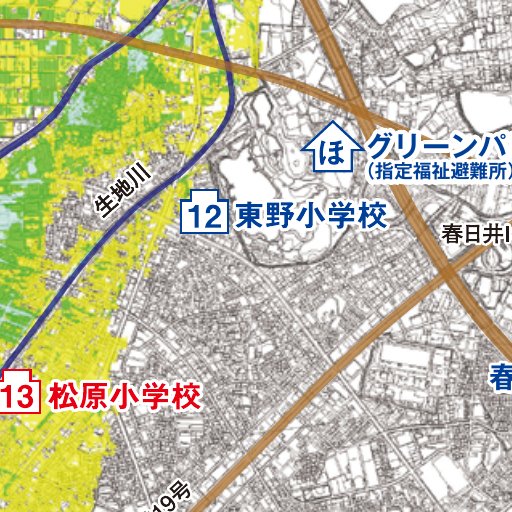 ほ
グリーンパ
(指定福祉避難所)
生地川
12 東野小学校
春日井I
春
13 松原小学校
19号